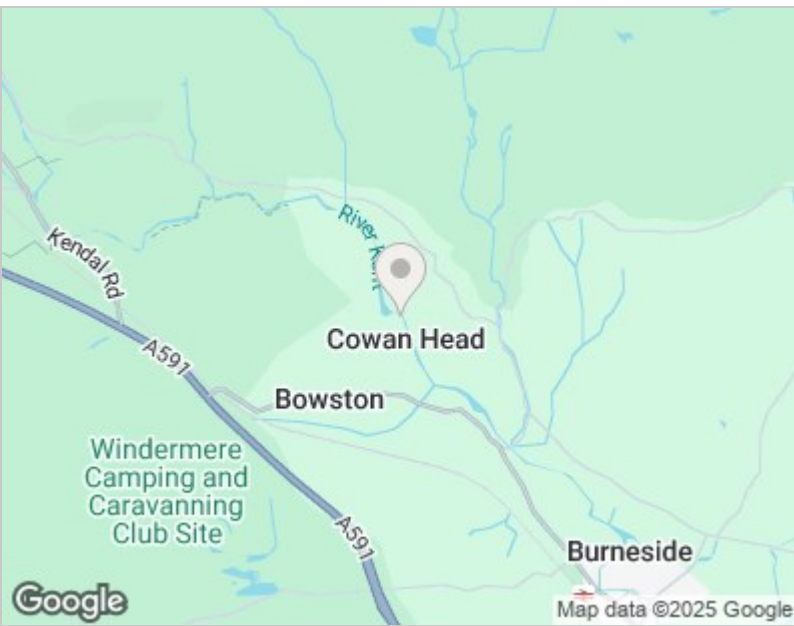 River Kent
Kendal Rd
Cowan Head
A591
Bowston
Windermere
Camping and
Caravanning
Club Site
A591
Burneside
Google
Map data ©2025 Google